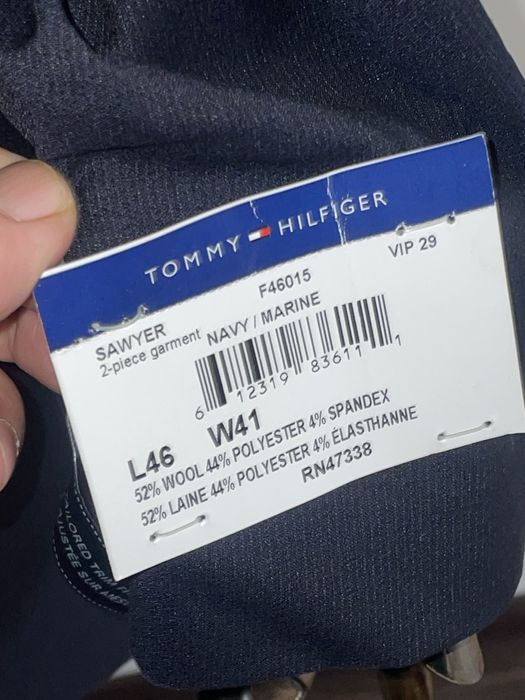 TOMMY HILFIGER
VIP 29
F46015
SAWYER NAVY / MARINE
2-piece garment
6 12319 83611 1
L46 W41
52% WOOL 44% POLYESTER 4% SPANDEX
52% LAINE 44% POLYESTER 4% ÉLASTHANNE
RN47338